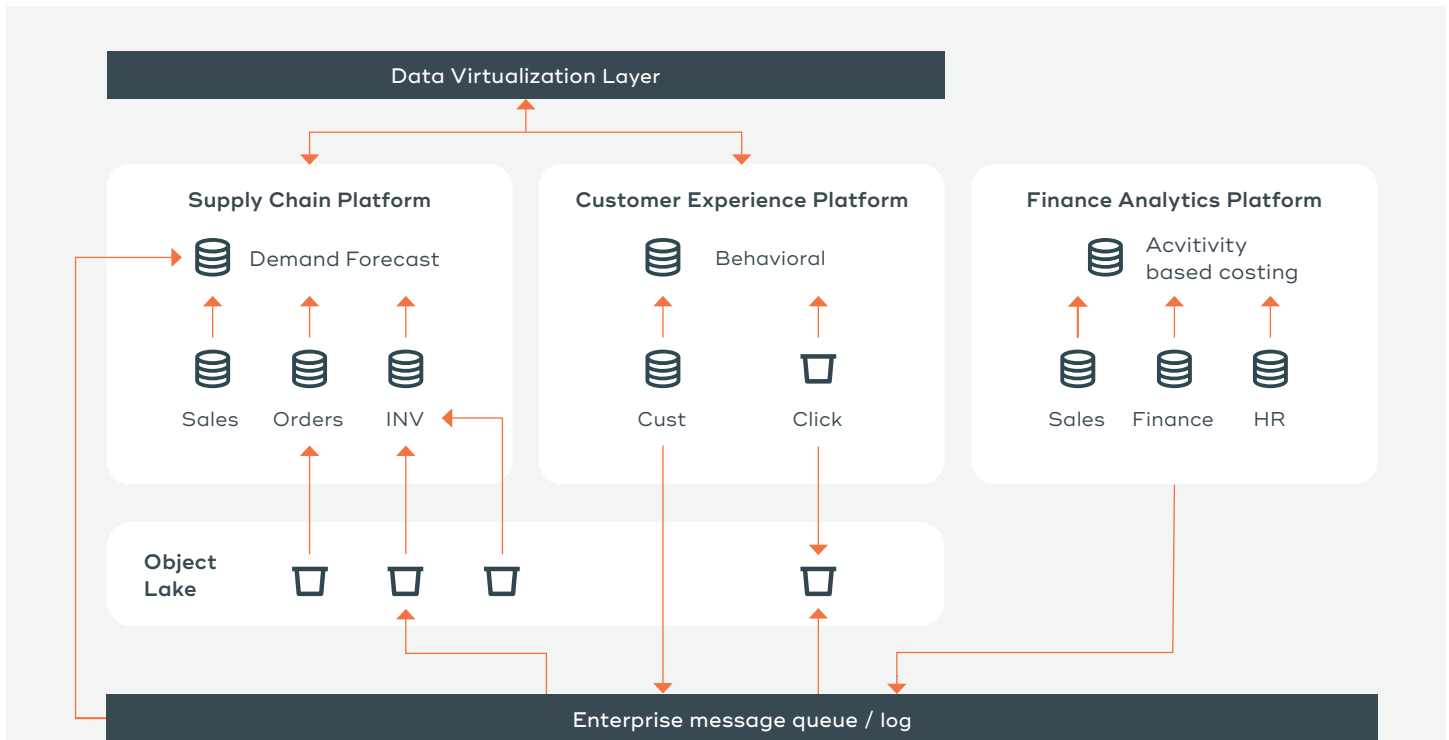 Data Virtualization Layer
Supply Chain Platform
Demand Forecast
Sales
Orders
INV
Customer Experience Platform
Behavioral
Cust
Click
Finance Analytics Platform
Acvitivity
based costing
Sales
Finance
HR
Object
Lake
Enterprise message queue / log